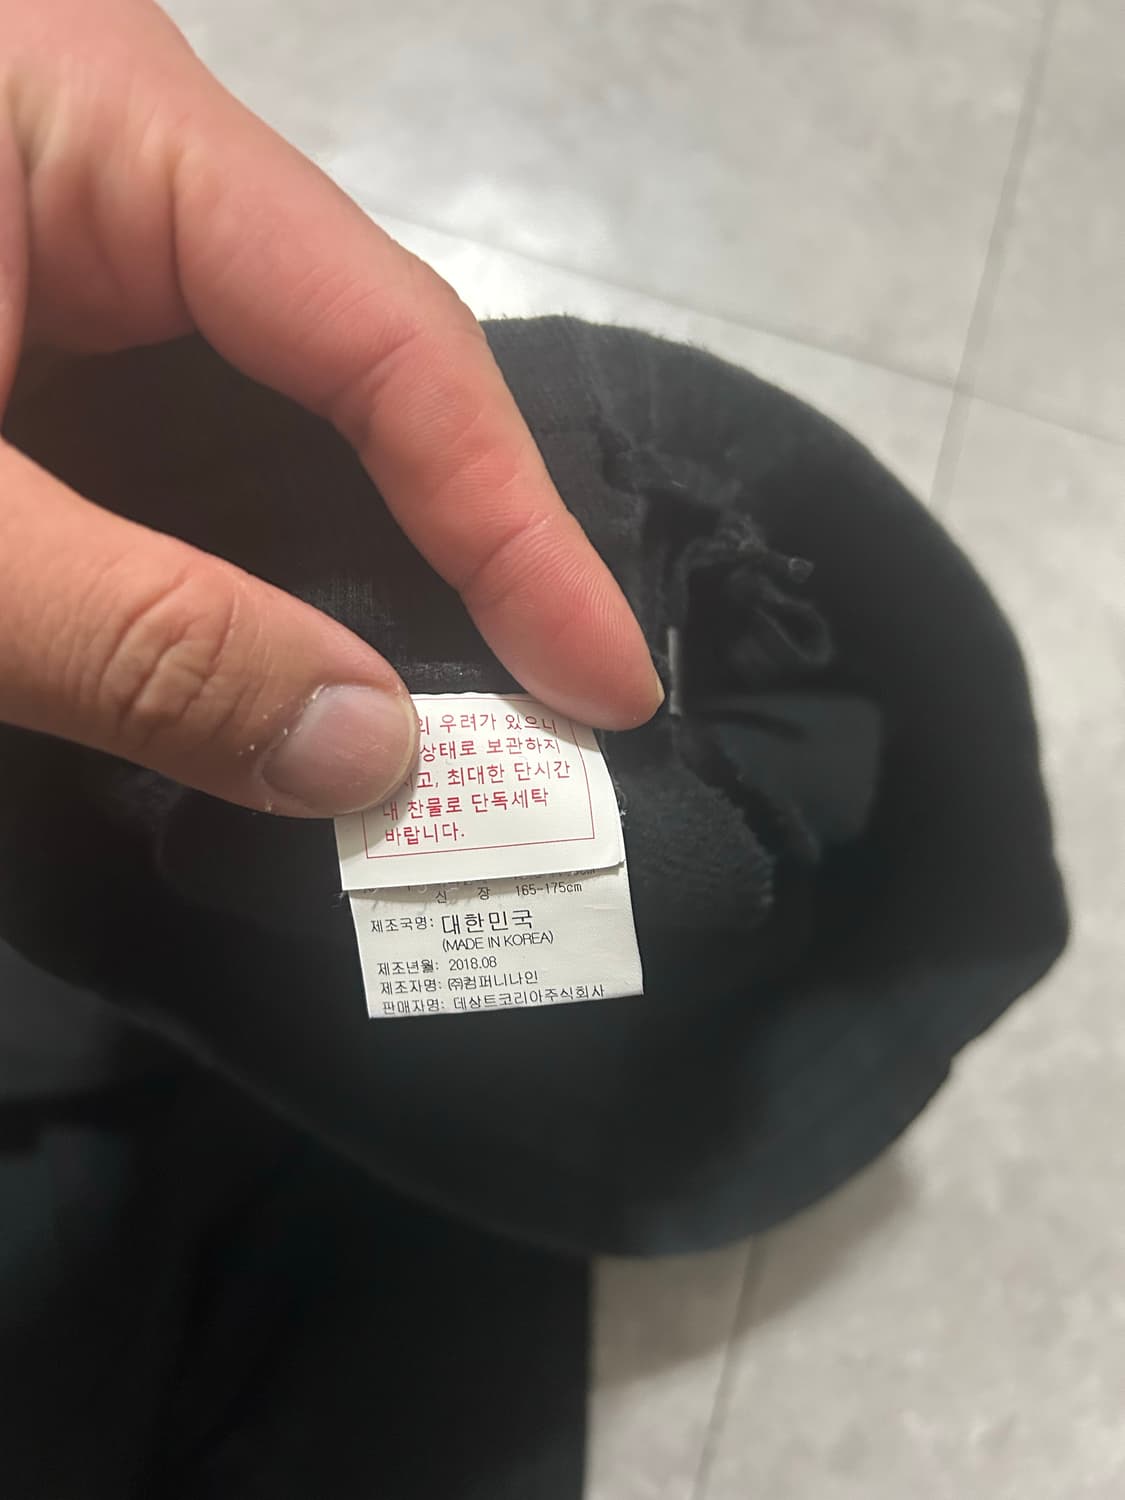 의 우려가 있으니
상태로 보관하지
고, 최대한 단시간
내 찬물로 단독세탁
바랍니다.
신 장 165-175cm
제조국명: 대한민국
(MADE IN KOREA)
제조년월: 2018.08
제조자명: ㈜컴퍼니나인
판매자명: 데상트코리아주식회사